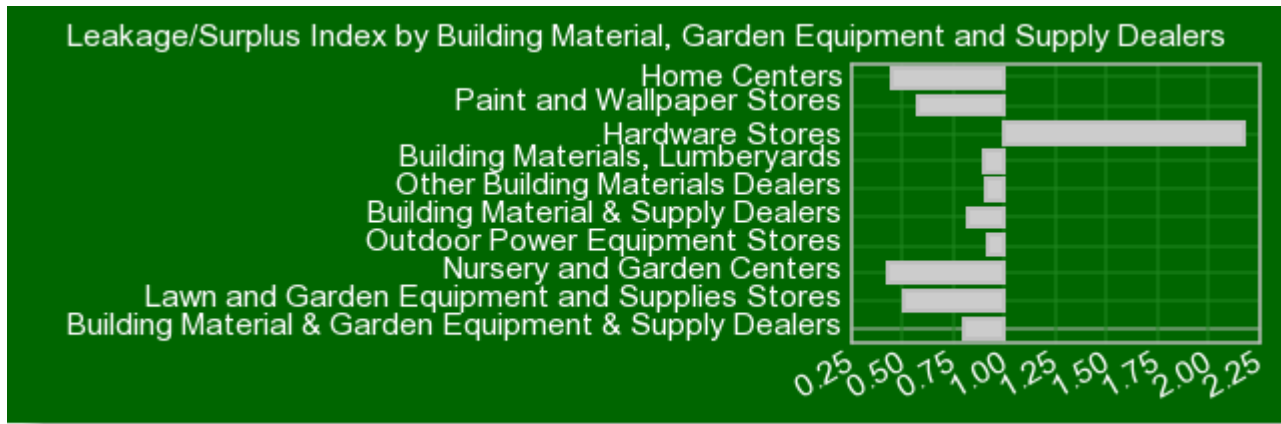 Leakage/Surplus Index by Building Material, Garden Equipment and Supply Dealers
Home Centers
Paint and Wallpaper Stores
Hardware Stores
Building Materials, Lumberyards
Other Building Materials Dealers
Building Material & Supply Dealers
Outdoor Power Equipment Stores
Nursery and Garden Centers
Lawn and Garden Equipment and Supplies Stores
Building Material & Garden Equipment & Supply Dealers
0.25 0.50 0.75 1.00 1.25 1.50 1.75 2.00 2.25